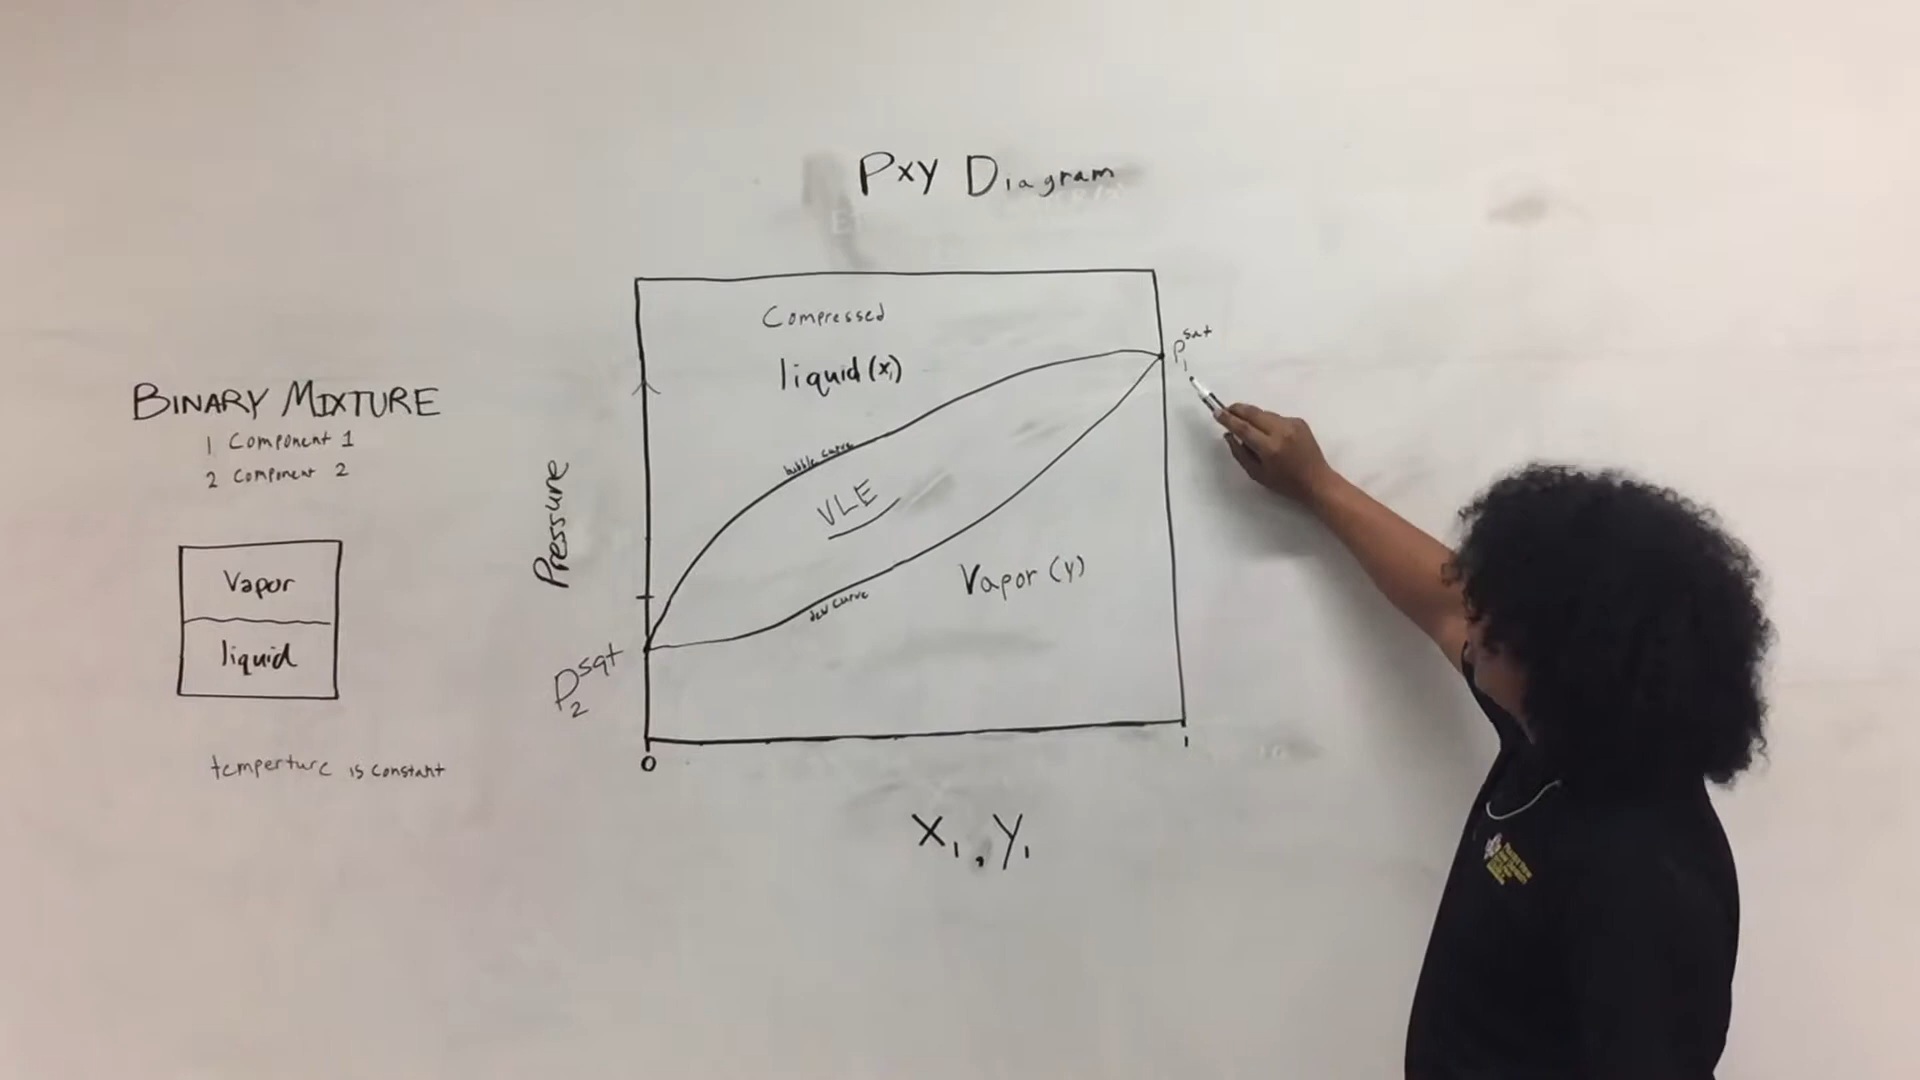 Pxy Diagram
BINARY MIXTURE
1 Component 1
2 Component 2
Vapor
liquid
temperture is constant
Pressure
Compressed
liquid (x₁)
bubble curve
VLE
dew curve
Vapor (y)
P₁sat
P₂sat
0
1
x₁, y₁